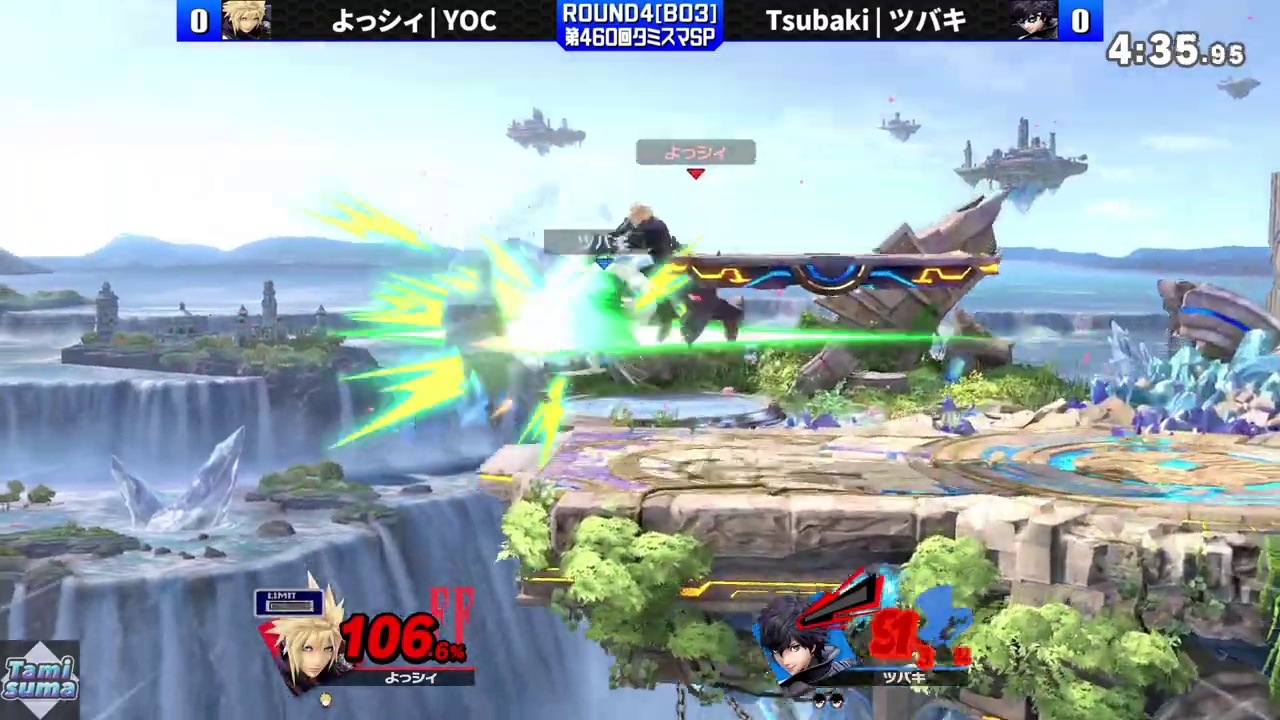 0
よっシィ|YOC
ROUND4[BO3]
第460回タミスマSP
Tsubaki|ツバキ
0
4:35.95
よっシィ
ツバキ
LIMIT
106.6%
よっシィ
ツバキ
Tami
suma